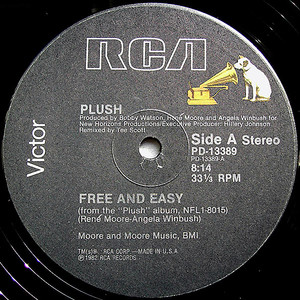 RCA
Victor
PLUSH
Produced by Bobby Watson, René Moore and Angela Winbush for
New Horizons Productions/Executive Producer: Hillery Johnson
Remixed by Tee Scott
Side A Stereo
PD-13389
PD-13389-A
8:14
33⅓ RPM
FREE AND EASY
(from the "Plush" album, NFL1-8015)
(René Moore-Angela Winbush)
Moore and Moore Music, BMI
TM(s)® RCA CORP—MADE IN U.S.A.
℗1982 RCA RECORDS